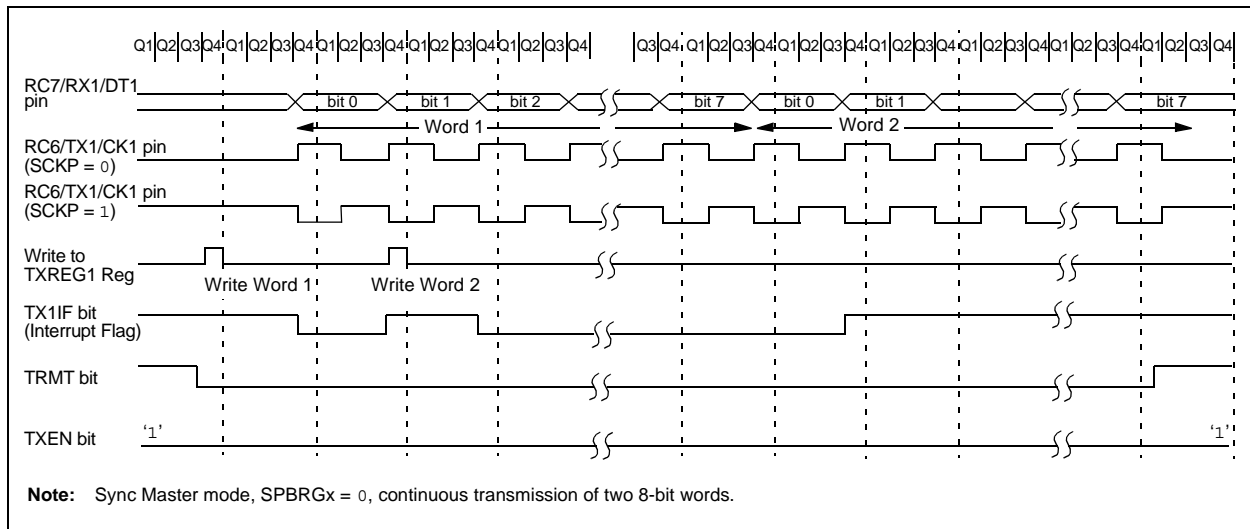 Q1 Q2 Q3 Q4 Q1 Q2 Q3 Q4 Q1 Q2 Q3 Q4 Q1 Q2 Q3 Q4 Q1 Q2 Q3 Q4 Q3 Q4 Q1 Q2 Q3 Q4 Q1 Q2 Q3 Q4 Q1 Q2 Q3 Q4 Q1 Q2 Q3 Q4 Q1 Q2 Q3 Q4 Q1 Q2 Q3 Q4
RC7/RX1/DT1
pin
bit 0 bit 1 bit 2 bit 7 bit 0 bit 1 bit 7
Word 1 Word 2
RC6/TX1/CK1 pin
(SCKP = 0)
RC6/TX1/CK1 pin
(SCKP = 1)
Write to
TXREG1 Reg
Write Word 1 Write Word 2
TX1IF bit
(Interrupt Flag)
TRMT bit
TXEN bit
‘1’ ‘1’
Note: Sync Master mode, SPBRGx = 0, continuous transmission of two 8-bit words.